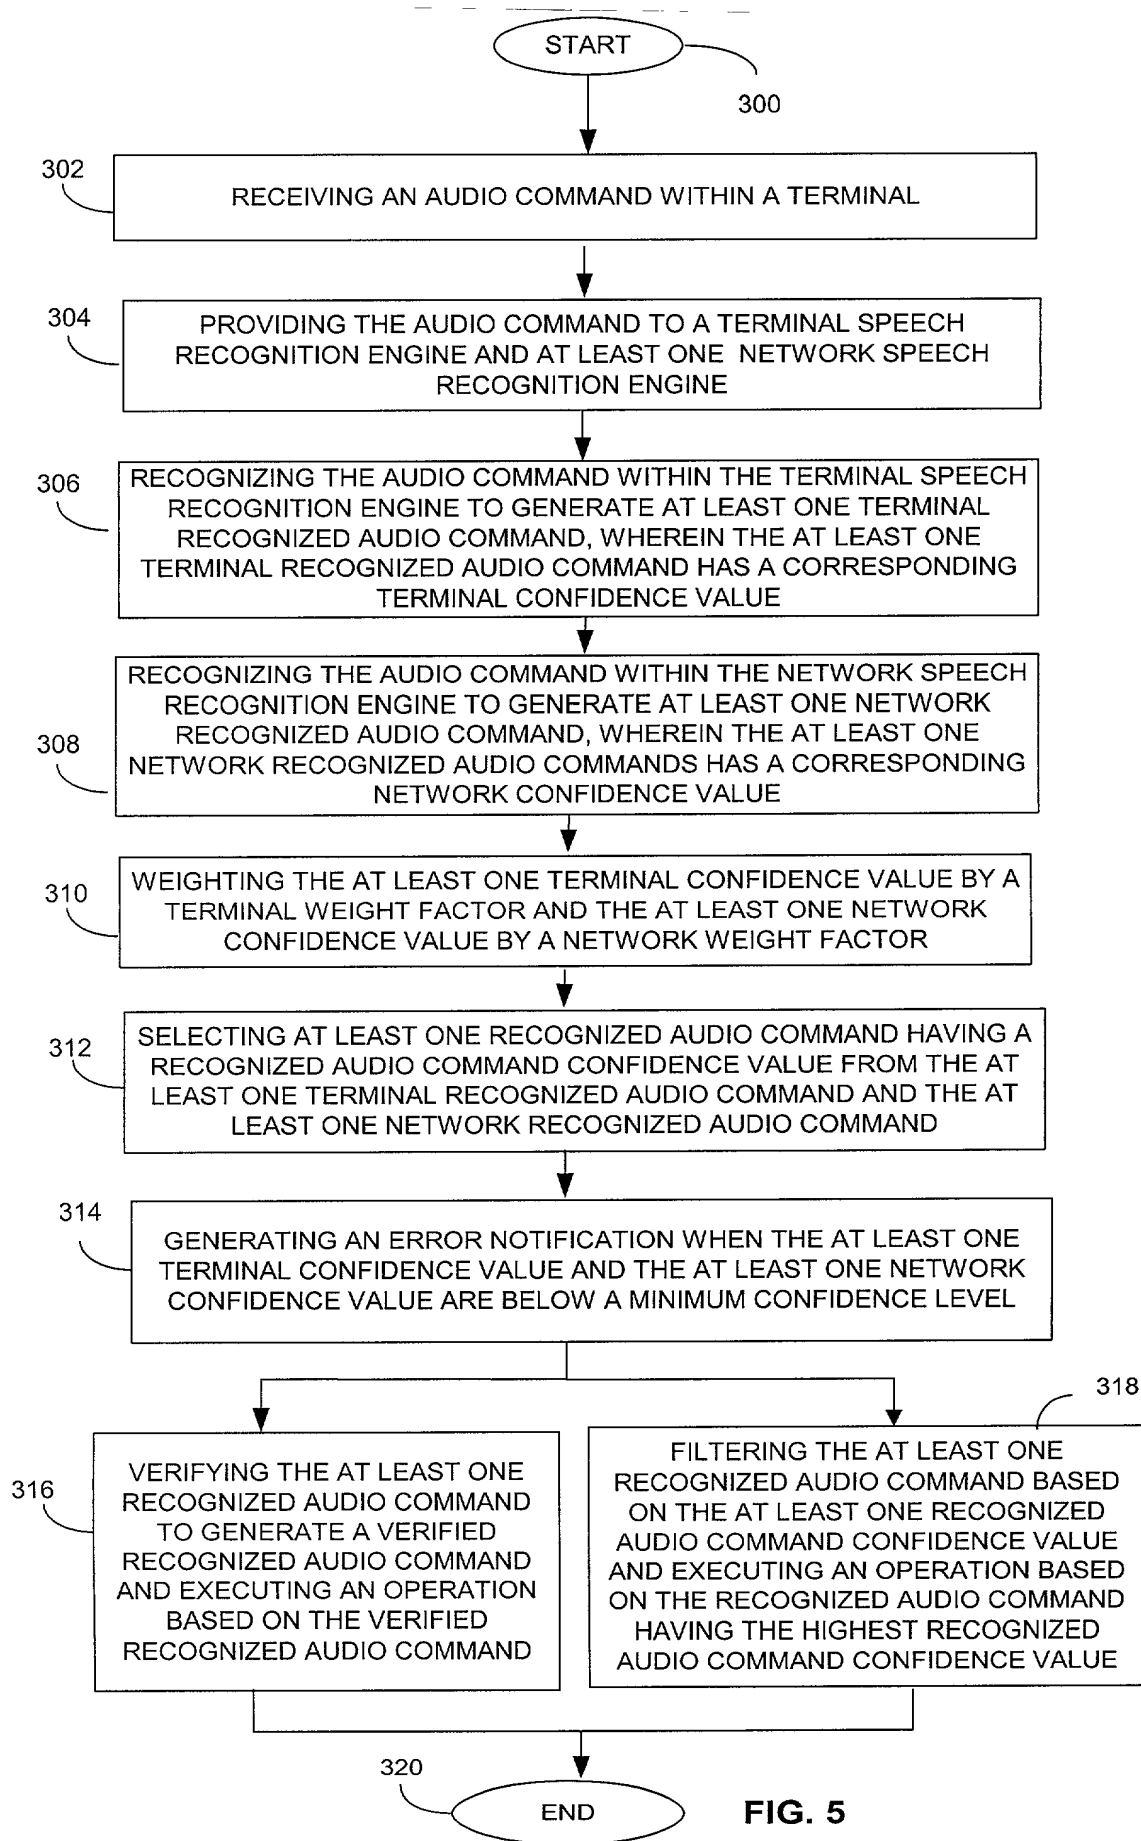 START
300
302
RECEIVING AN AUDIO COMMAND WITHIN A TERMINAL
304
PROVIDING THE AUDIO COMMAND TO A TERMINAL SPEECH
RECOGNITION ENGINE AND AT LEAST ONE NETWORK SPEECH
RECOGNITION ENGINE
306
RECOGNIZING THE AUDIO COMMAND WITHIN THE TERMINAL SPEECH
RECOGNITION ENGINE TO GENERATE AT LEAST ONE TERMINAL
RECOGNIZED AUDIO COMMAND, WHEREIN THE AT LEAST ONE
TERMINAL RECOGNIZED AUDIO COMMAND HAS A CORRESPONDING
TERMINAL CONFIDENCE VALUE
308
RECOGNIZING THE AUDIO COMMAND WITHIN THE NETWORK SPEECH
RECOGNITION ENGINE TO GENERATE AT LEAST ONE NETWORK
RECOGNIZED AUDIO COMMAND, WHEREIN THE AT LEAST ONE
NETWORK RECOGNIZED AUDIO COMMANDS HAS A CORRESPONDING
NETWORK CONFIDENCE VALUE
310
WEIGHTING THE AT LEAST ONE TERMINAL CONFIDENCE VALUE BY A
TERMINAL WEIGHT FACTOR AND THE AT LEAST ONE NETWORK
CONFIDENCE VALUE BY A NETWORK WEIGHT FACTOR
312
SELECTING AT LEAST ONE RECOGNIZED AUDIO COMMAND HAVING A
RECOGNIZED AUDIO COMMAND CONFIDENCE VALUE FROM THE AT
LEAST ONE TERMINAL RECOGNIZED AUDIO COMMAND AND THE AT
LEAST ONE NETWORK RECOGNIZED AUDIO COMMAND
314
GENERATING AN ERROR NOTIFICATION WHEN THE AT LEAST ONE
TERMINAL CONFIDENCE VALUE AND THE AT LEAST ONE NETWORK
CONFIDENCE VALUE ARE BELOW A MINIMUM CONFIDENCE LEVEL
316
VERIFYING THE AT LEAST ONE
RECOGNIZED AUDIO COMMAND
TO GENERATE A VERIFIED
RECOGNIZED AUDIO COMMAND
AND EXECUTING AN OPERATION
BASED ON THE VERIFIED
RECOGNIZED AUDIO COMMAND
318
FILTERING THE AT LEAST ONE
RECOGNIZED AUDIO COMMAND BASED
ON THE AT LEAST ONE RECOGNIZED
AUDIO COMMAND CONFIDENCE VALUE
AND EXECUTING AN OPERATION BASED
ON THE RECOGNIZED AUDIO COMMAND
HAVING THE HIGHEST RECOGNIZED
AUDIO COMMAND CONFIDENCE VALUE
320
END
FIG. 5